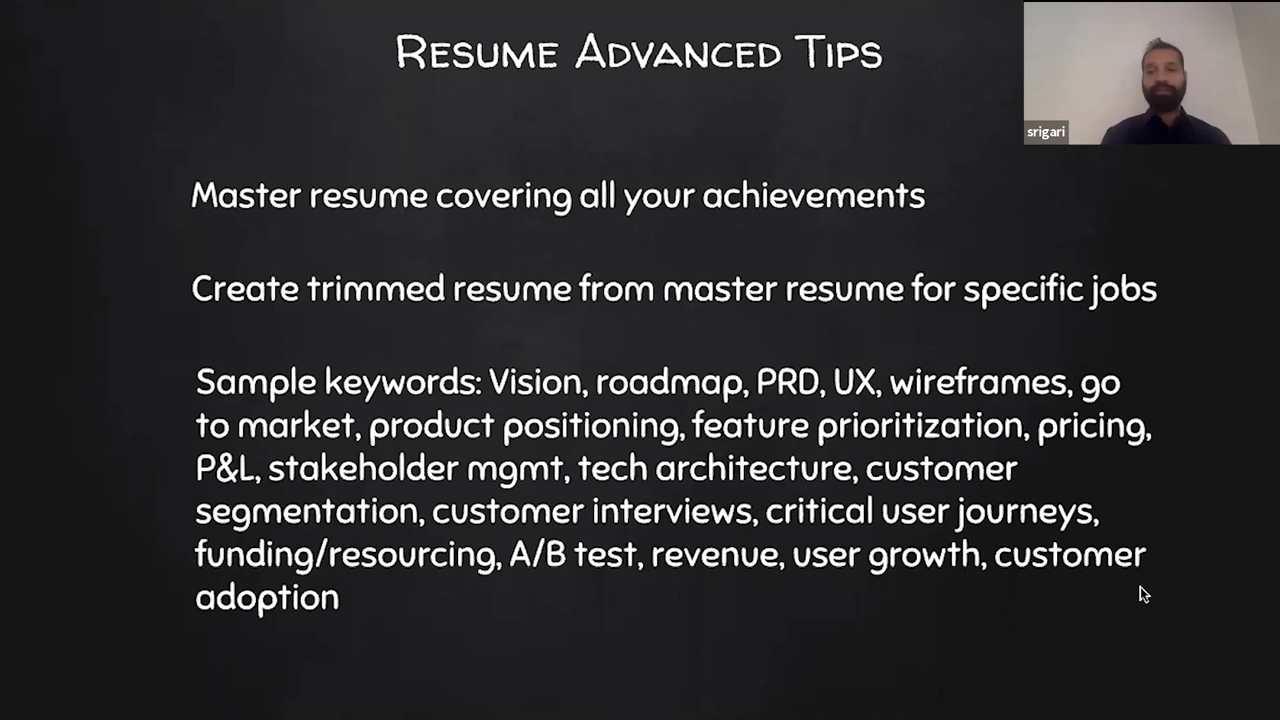 Resume Advanced Tips
srigari
Master resume covering all your achievements
Create trimmed resume from master resume for specific jobs
Sample keywords: Vision, roadmap, PRD, UX, wireframes, go
to market, product positioning, feature prioritization, pricing,
P&L, stakeholder mgmt, tech architecture, customer
segmentation, customer interviews, critical user journeys,
funding/resourcing, A/B test, revenue, user growth, customer
adoption